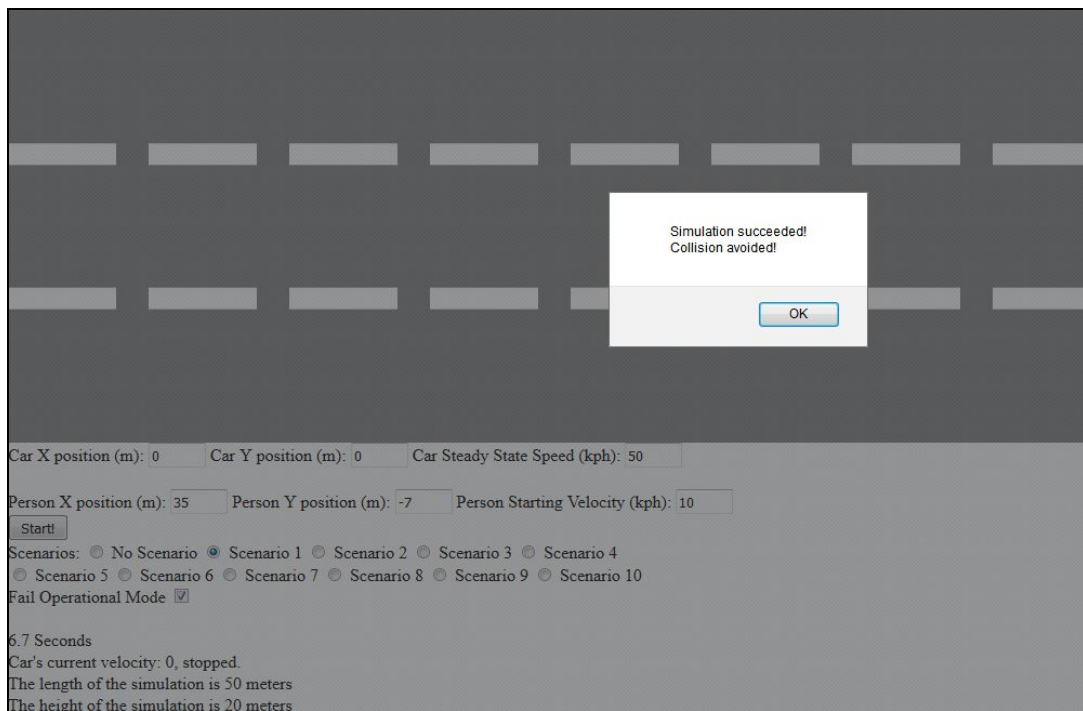 Simulation succeeded!
Collision avoided!
OK
Car X position (m): 0 Car Y position (m): 0 Car Steady State Speed (kph): 50
Person X position (m): 35 Person Y position (m): -7 Person Starting Velocity (kph): 10
Start!
Scenarios: No Scenario Scenario 1 Scenario 2 Scenario 3 Scenario 4
Scenario 5 Scenario 6 Scenario 7 Scenario 8 Scenario 9 Scenario 10
Fail Operational Mode
6.7 Seconds
Car's current velocity: 0, stopped.
The length of the simulation is 50 meters
The height of the simulation is 20 meters